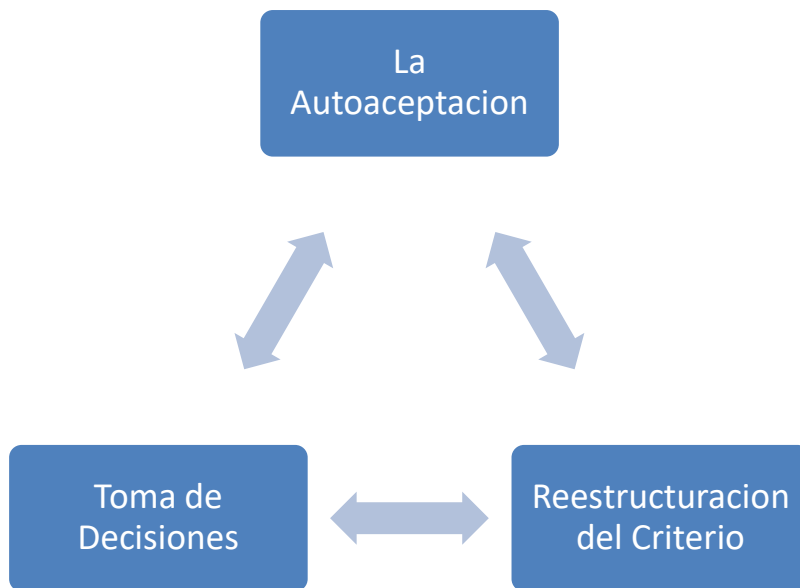 La
Autoaceptacion
Toma de
Decisiones
Reestructuracion
del Criterio